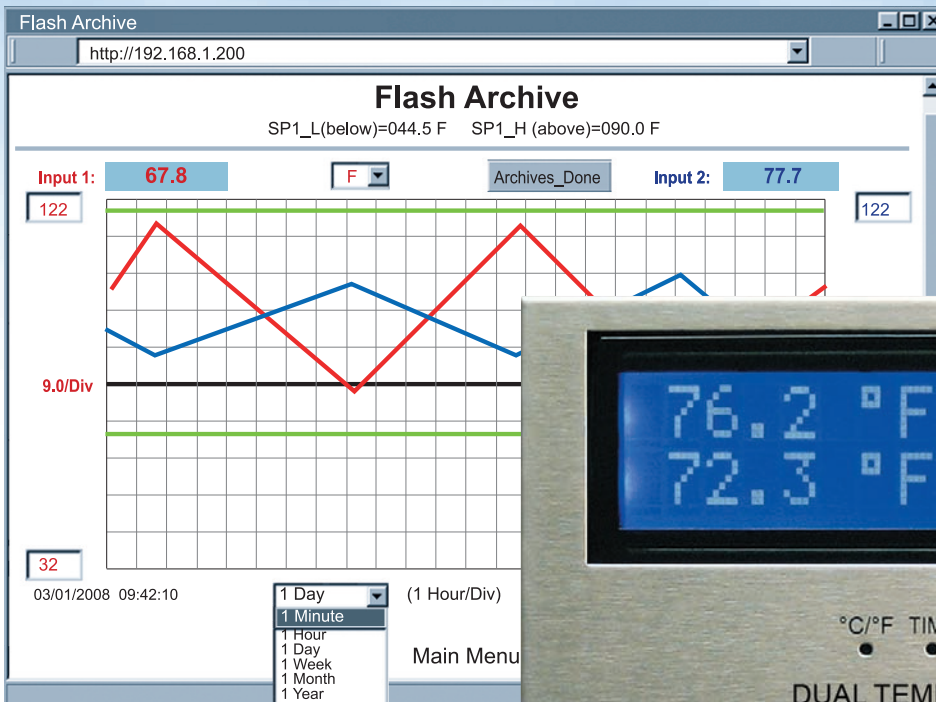 Flash Archive
http://192.168.1.200
Flash Archive
SP1_L(below)=044.5 F SP1_H (above)=090.0 F
Input 1: 67.8 F Archives_Done Input 2: 77.7
122 122
9.0/Div
32
03/01/2008 09:42:10 1 Day (1 Hour/Div)
1 Minute
1 Hour
1 Day
1 Week
1 Month
1 Year
Main Menu
76.2 °F
72.3 °F
°C/°F TIM
DUAL TEM